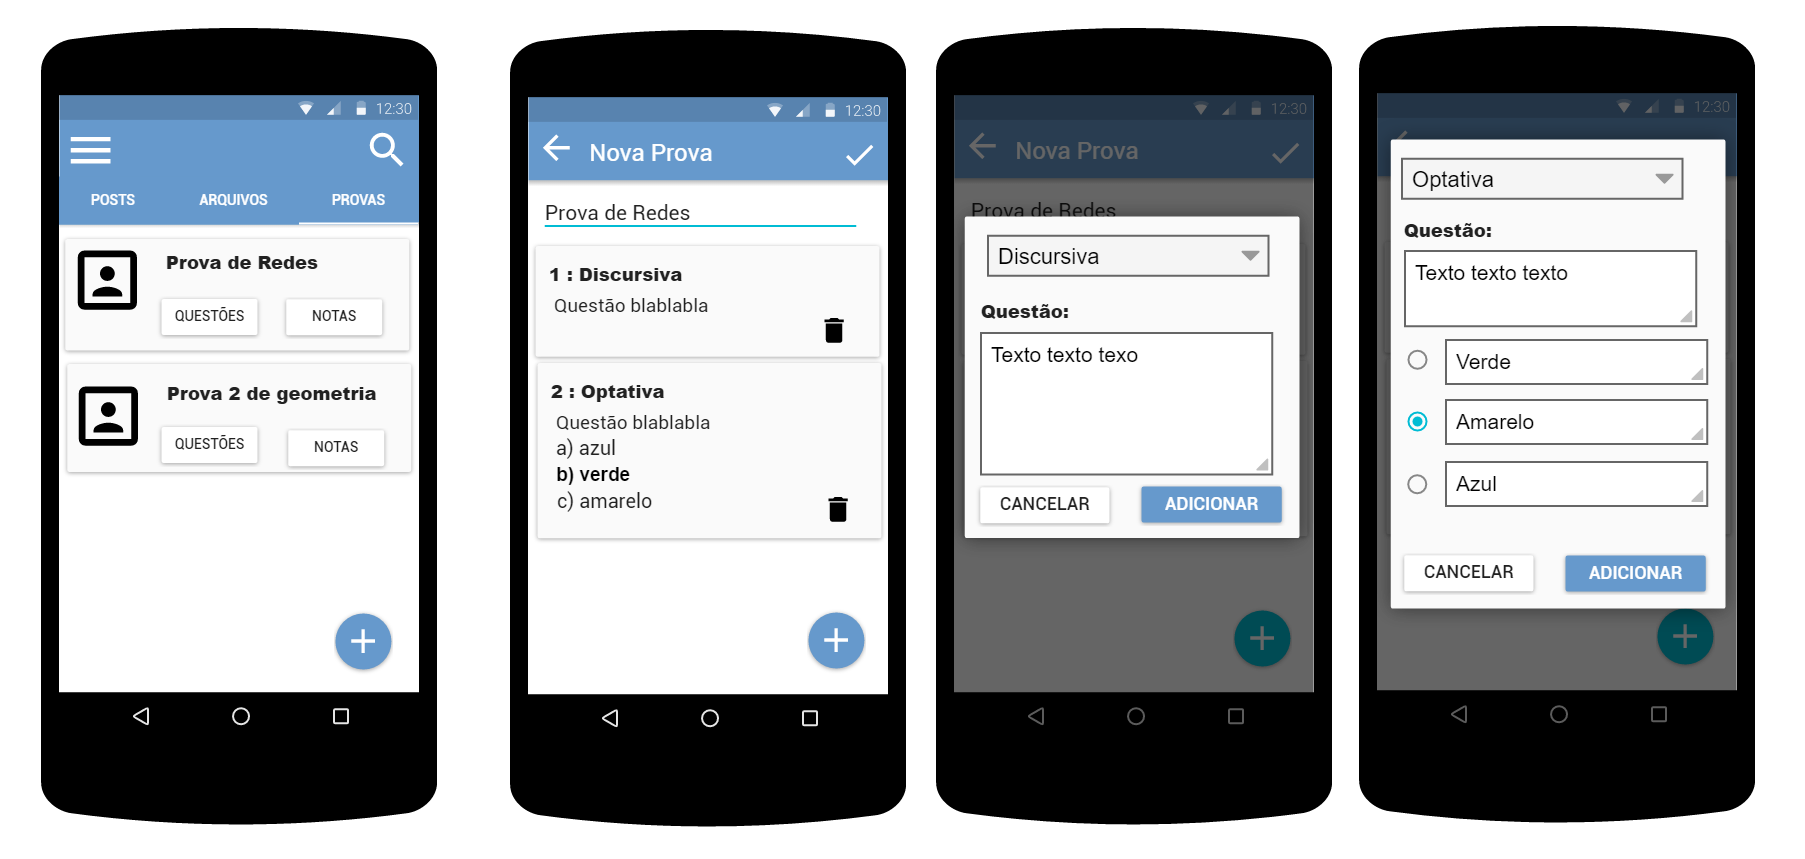 12:30
POSTS ARQUIVOS PROVAS
Prova de Redes
QUESTÕES NOTAS
Prova 2 de geometria
QUESTÕES NOTAS
12:30
Nova Prova
Prova de Redes
1 : Discursiva
Questão blablabla
2 : Optativa
Questão blablabla
a) azul
b) verde
c) amarelo
12:30
Nova Prova
Prova de Redes
Discursiva
Questão:
Texto texto texo
CANCELAR ADICIONAR
12:30
Optativa
Questão:
Texto texto texto
Verde
Amarelo
Azul
CANCELAR ADICIONAR